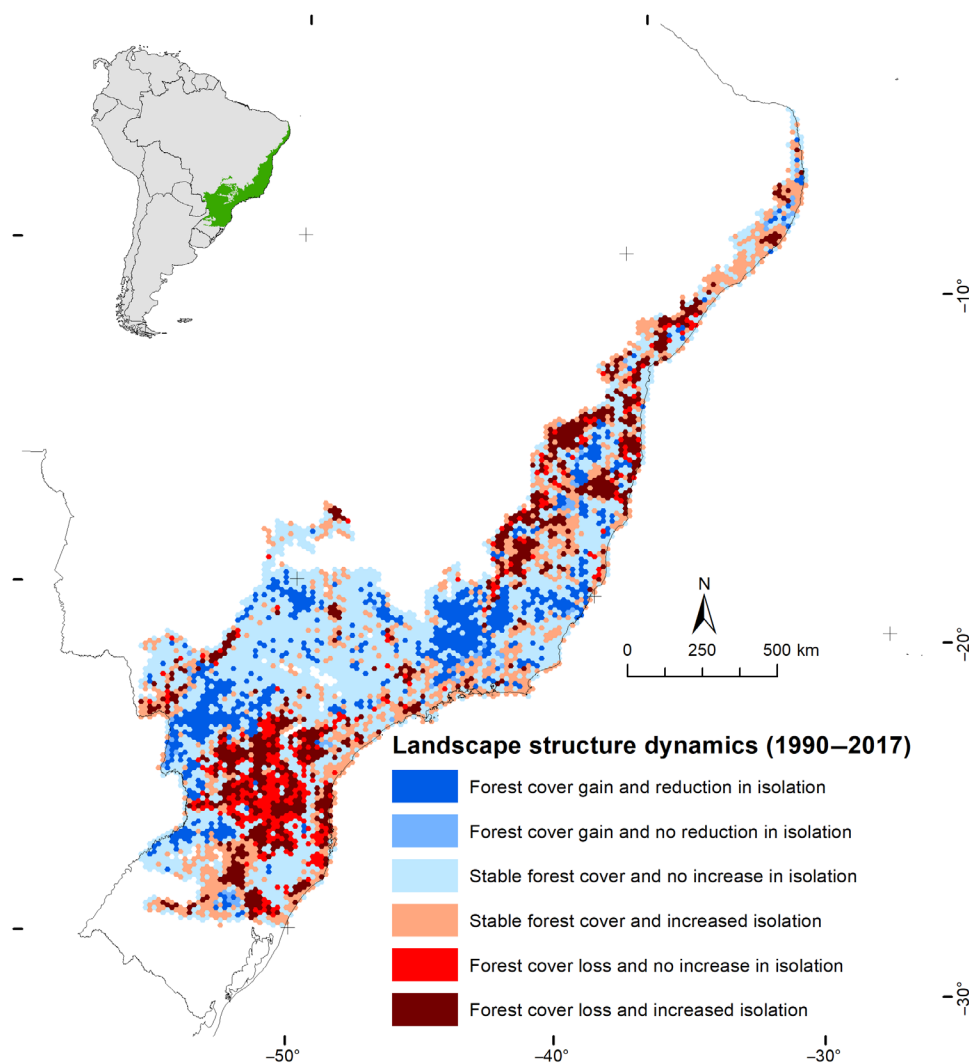 −10°
N
−20°
0 250 500 km
Landscape structure dynamics (1990–2017)
Forest cover gain and reduction in isolation
Forest cover gain and no reduction in isolation
Stable forest cover and no increase in isolation
Stable forest cover and increased isolation
Forest cover loss and no increase in isolation
Forest cover loss and increased isolation
−30°
−50° −40° −30°